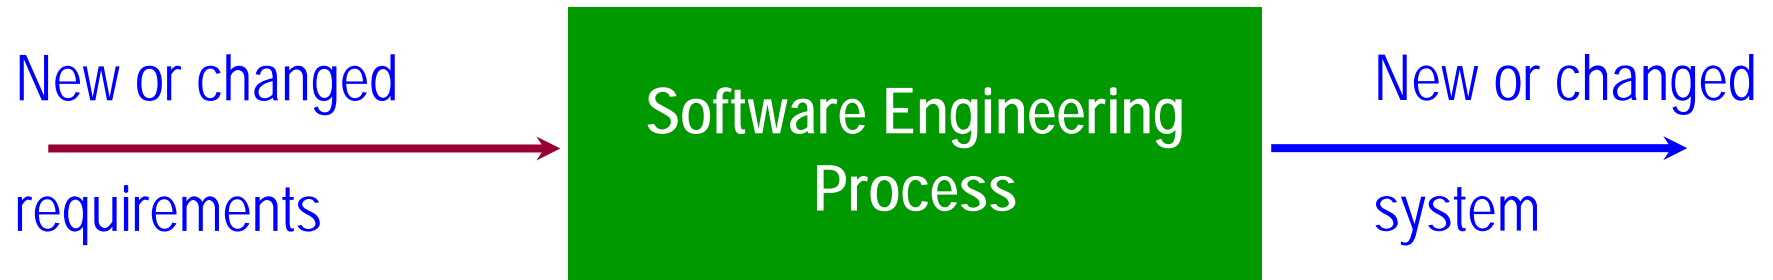 New or changed
requirements
Software Engineering
Process
New or changed
system